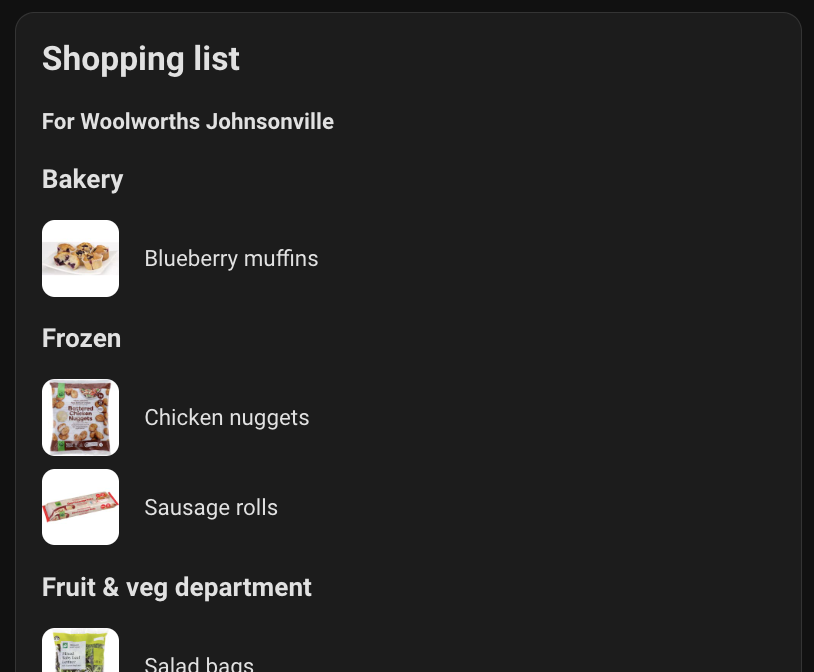 Shopping list
For Woolworths Johnsonville
Bakery
Blueberry muffins
Frozen
Battered
Chicken
Nuggets
Chicken nuggets
Sausage rolls
Fruit & veg department
Salad bags